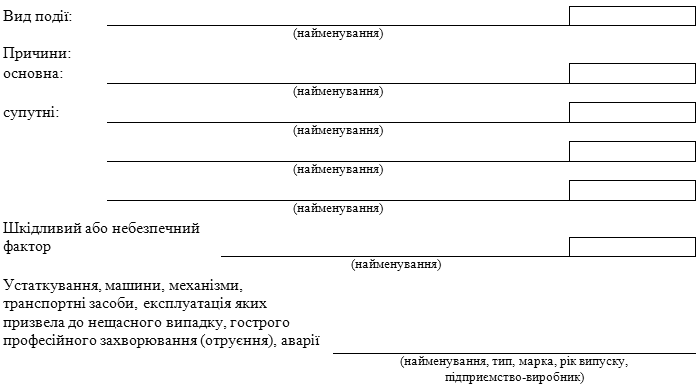 Вид події:
(найменування)
Причини:
основна:
(найменування)
супутні:
(найменування)
(найменування)
(найменування)
Шкідливий або небезпечний
фактор
(найменування)
Устаткування, машини, механізми,
транспортні засоби, експлуатація яких
призвела до нещасного випадку, гострого
професійного захворювання (отруєння), аварії
(найменування, тип, марка, рік випуску,
підприємство-виробник)